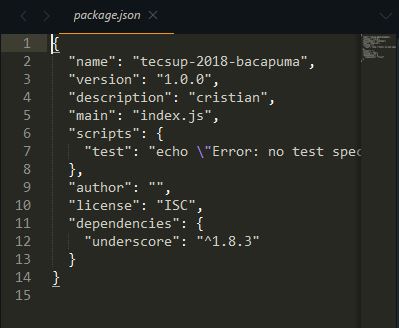 package.json
1 {
2 "name": "tecsup-2018-bacapuma",
3 "version": "1.0.0",
4 "description": "cristian",
5 "main": "index.js",
6 "scripts": {
7 "test": "echo \"Error: no test spec
8 },
9 "author": "",
10 "license": "ISC",
11 "dependencies": {
12 "underscore": "^1.8.3"
13 }
14 }
15